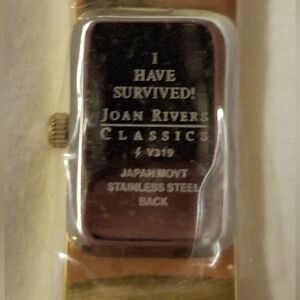 I
HAVE
SURVIVED!
JOAN RIVERS
CLASSICS
⚡ V319
JAPAN MOVT
STAINLESS STEEL
BACK